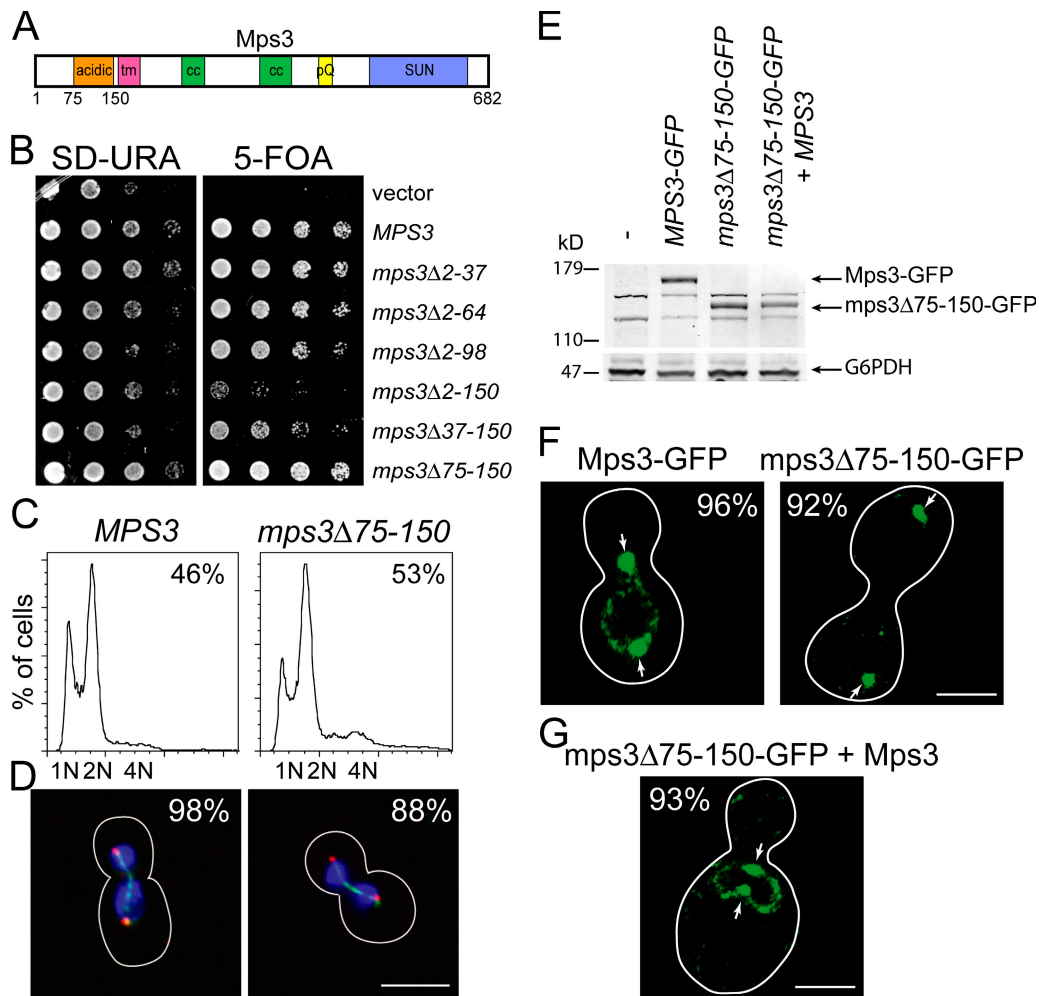 A
Mps3
acidic tm cc cc pQ SUN
1 75 150 682
B
SD-URA 5-FOA
vector
MPS3
mps3Δ2-37
mps3Δ2-64
mps3Δ2-98
mps3Δ2-150
mps3Δ37-150
mps3Δ75-150
C
MPS3 mps3Δ75-150
46% 53%
% of cells
1N 2N 4N 1N 2N 4N
D
98% 88%
E
-
MPS3-GFP
mps3Δ75-150-GFP
mps3Δ75-150-GFP
+ MPS3
kD
179
110
47
Mps3-GFP
mps3Δ75-150-GFP
G6PDH
F
Mps3-GFP mps3Δ75-150-GFP
96% 92%
G
mps3Δ75-150-GFP + Mps3
93%